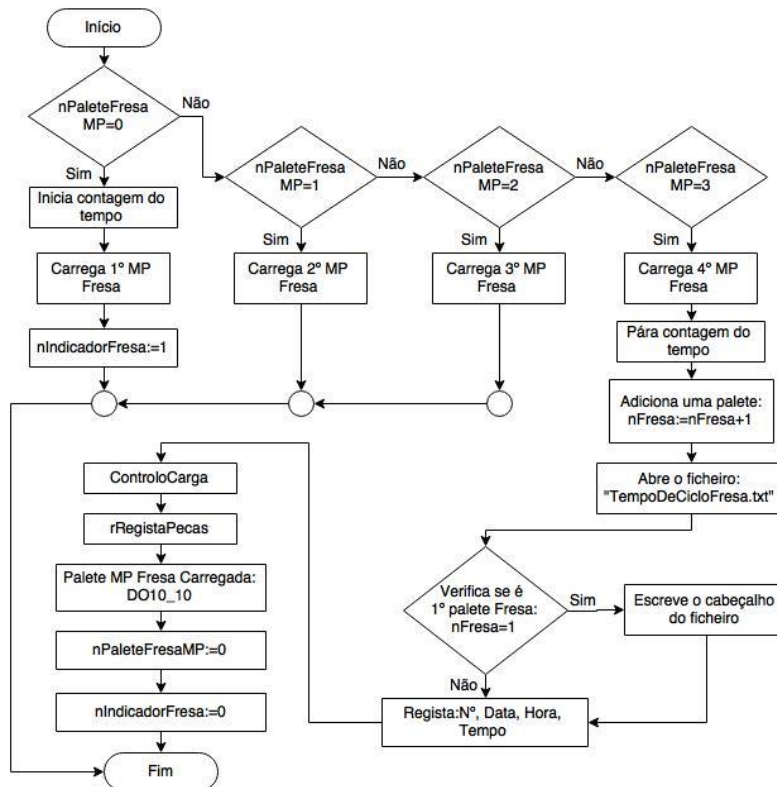 Início
nPaleteFresa
MP=0
Não
Sim
nPaleteFresa
MP=1
Não
nPaleteFresa
MP=2
Não
nPaleteFresa
MP=3
Inicia contagem do
tempo
Sim
Sim
Sim
Carrega 1º MP
Fresa
Carrega 2º MP
Fresa
Carrega 3º MP
Fresa
Carrega 4º MP
Fresa
nIndicadorFresa:=1
Pára contagem do
tempo
Adiciona uma palete:
nFresa:=nFresa+1
Abre o ficheiro:
"TempoDeCicloFresa.txt"
Verifica se é
1º palete Fresa:
nFresa=1
Sim
Escreve o cabeçalho
do ficheiro
Não
Regista:Nº, Data, Hora,
Tempo
ControloCarga
rRegistaPecas
Palete MP Fresa Carregada:
DO10_10
nPaleteFresaMP:=0
nIndicadorFresa:=0
Fim